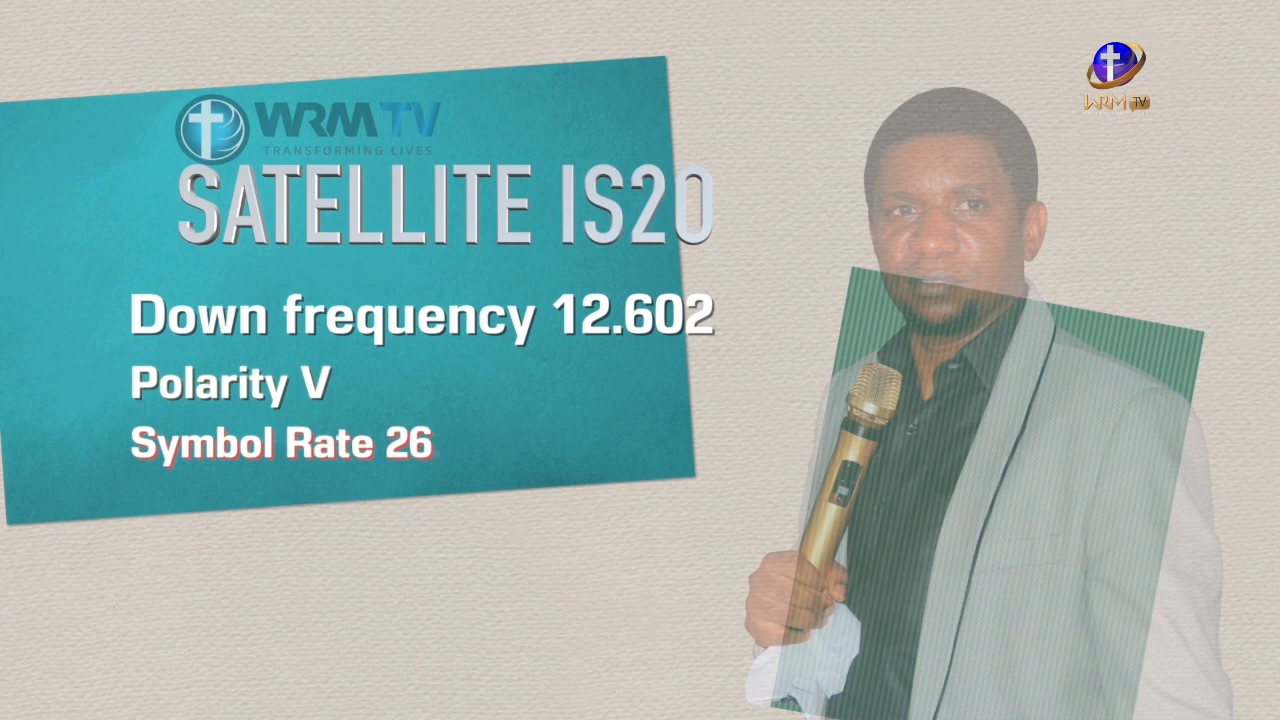 WRM TV
TRANSFORMING LIVES
SATELLITE IS20
Down frequency 12.602
Polarity V
Symbol Rate 26
WRM TV